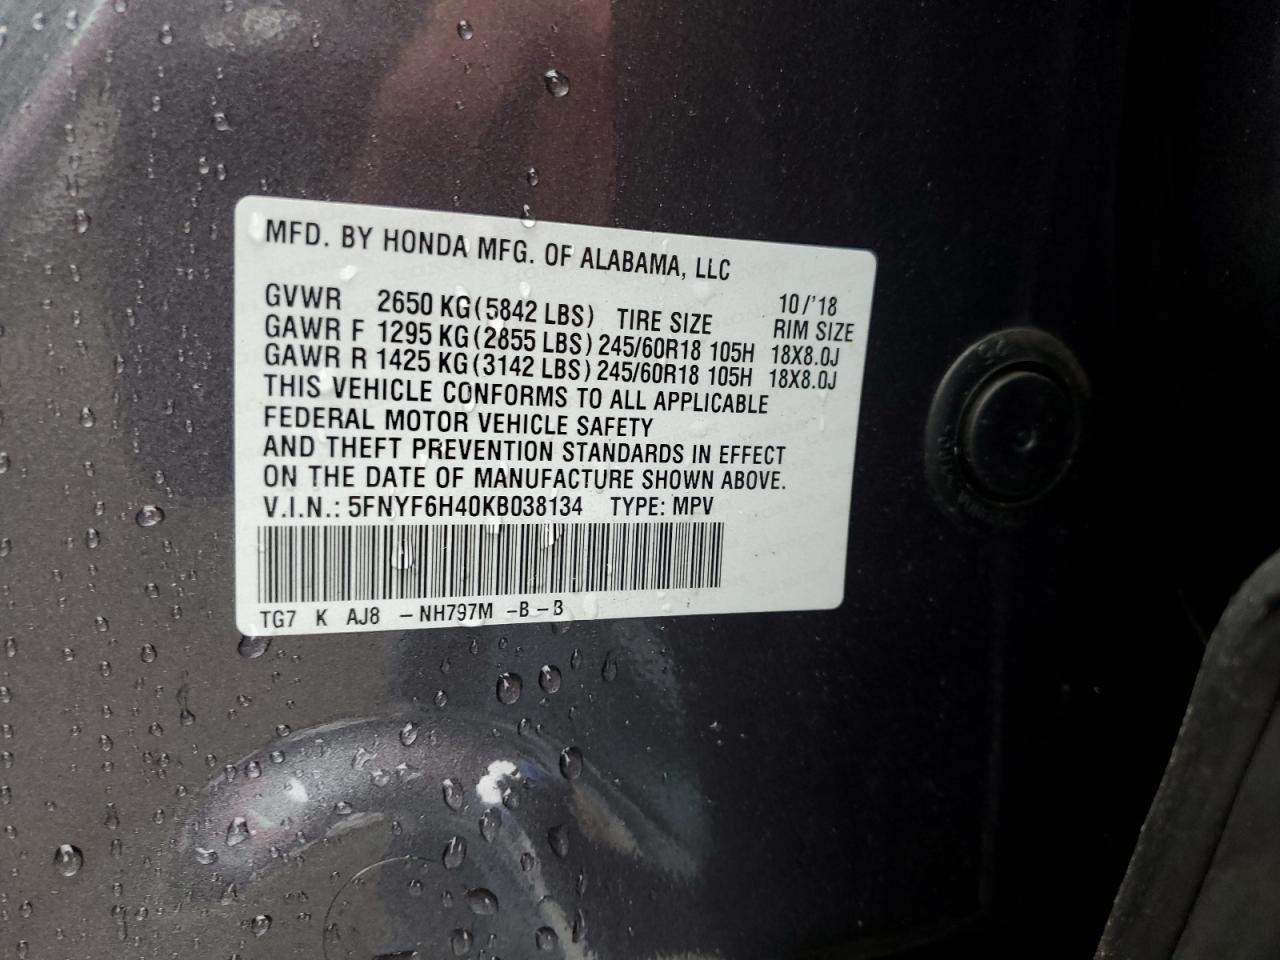 MFD. BY HONDA MFG. OF ALABAMA, LLC
10/'18
GVWR 2650 KG (5842 LBS) TIRE SIZE RIM SIZE
GAWR F 1295 KG (2855 LBS) 245/60R18 105H 18X8.0J
GAWR R 1425 KG (3142 LBS) 245/60R18 105H 18X8.0J
THIS VEHICLE CONFORMS TO ALL APPLICABLE
FEDERAL MOTOR VEHICLE SAFETY
AND THEFT PREVENTION STANDARDS IN EFFECT
ON THE DATE OF MANUFACTURE SHOWN ABOVE.
V.I.N.: 5FNYF6H40KB038134 TYPE: MPV
TG7 K AJ8 – NH797M – B – B